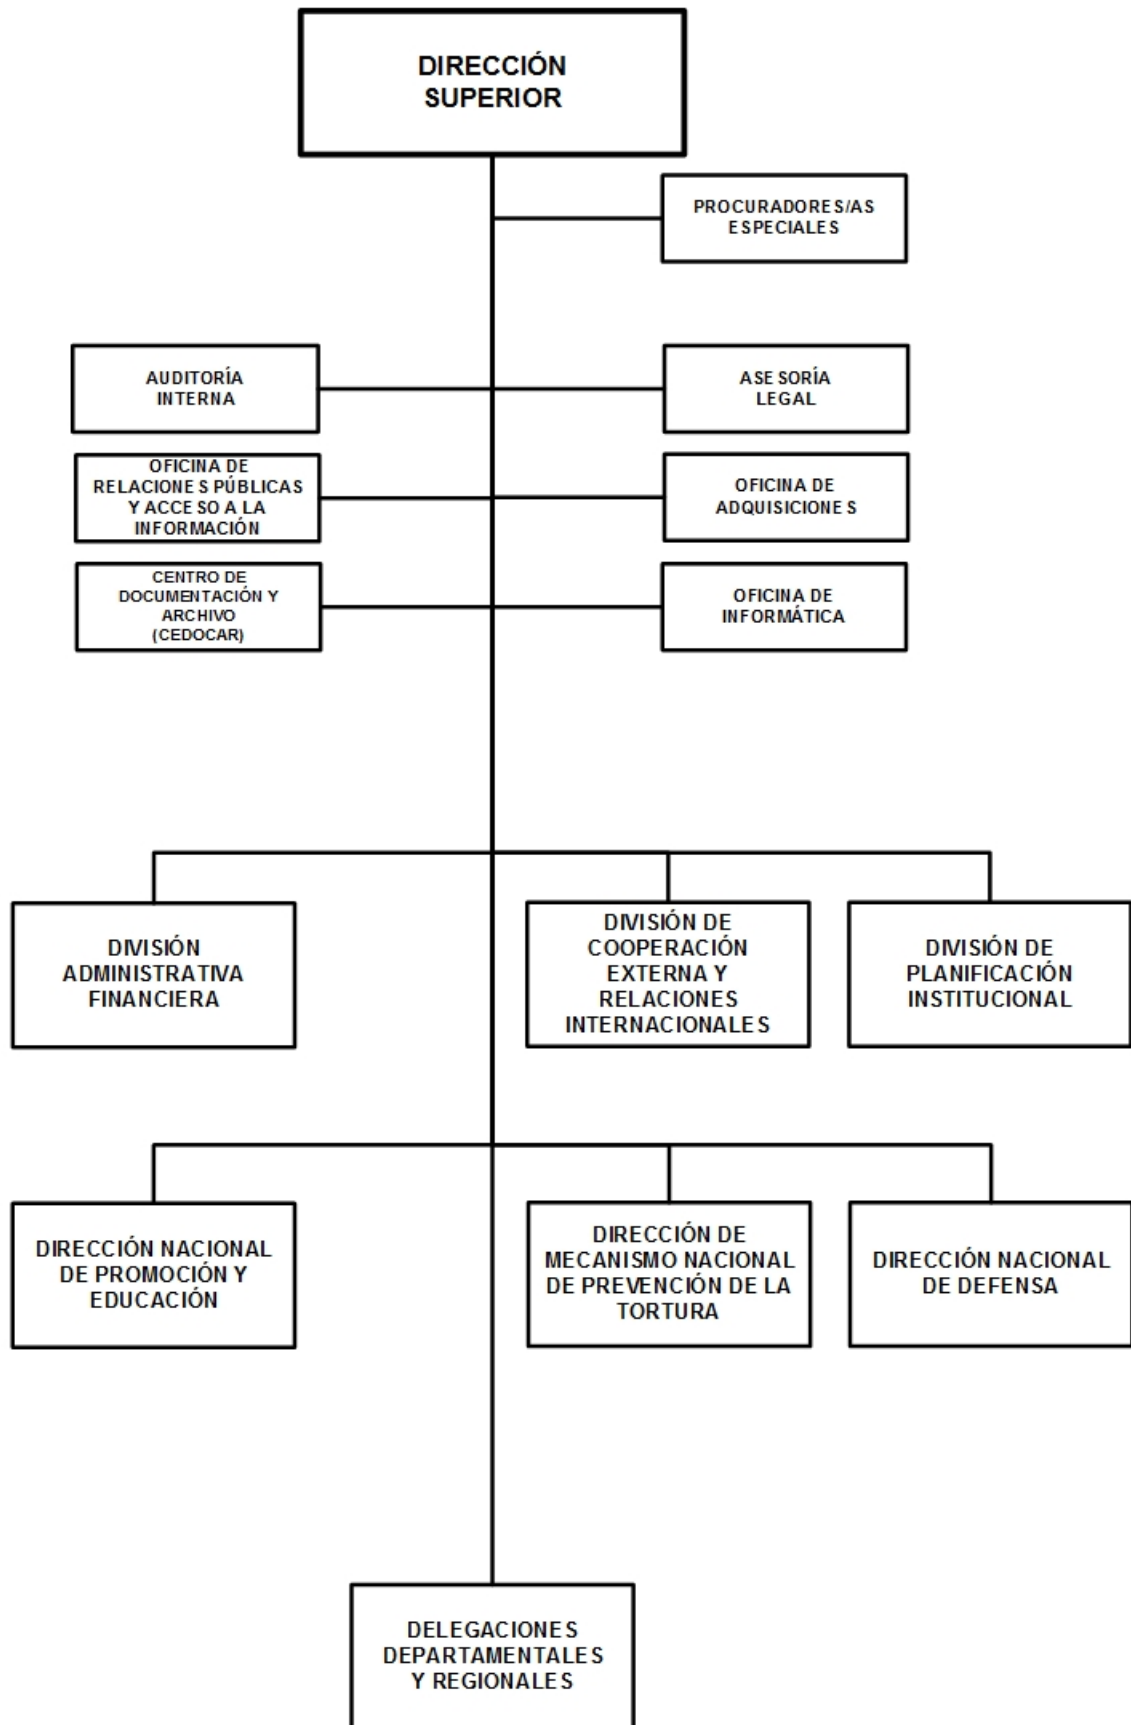 DIRECCIÓN
SUPERIOR
PROCURADORES/AS
ESPECIALES
AUDITORÍA
INTERNA
ASESORÍA
LEGAL
OFICINA DE
RELACIONES PÚBLICAS
Y ACCESO A LA
INFORMACIÓN
OFICINA DE
ADQUISICIONES
CENTRO DE
DOCUMENTACIÓN Y
ARCHIVO
(CEDOCAR)
OFICINA DE
INFORMÁTICA
DIVISIÓN
ADMINISTRATIVA
FINANCIERA
DIVISIÓN DE
COOPERACIÓN
EXTERNA Y
RELACIONES
INTERNACIONALES
DIVISIÓN DE
PLANIFICACIÓN
INSTITUCIONAL
DIRECCIÓN NACIONAL
DE PROMOCIÓN Y
EDUCACIÓN
DIRECCIÓN DE
MECANISMO NACIONAL
DE PREVENCIÓN DE LA
TORTURA
DIRECCIÓN NACIONAL
DE DEFENSA
DELEGACIONES
DEPARTAMENTALES
Y REGIONALES